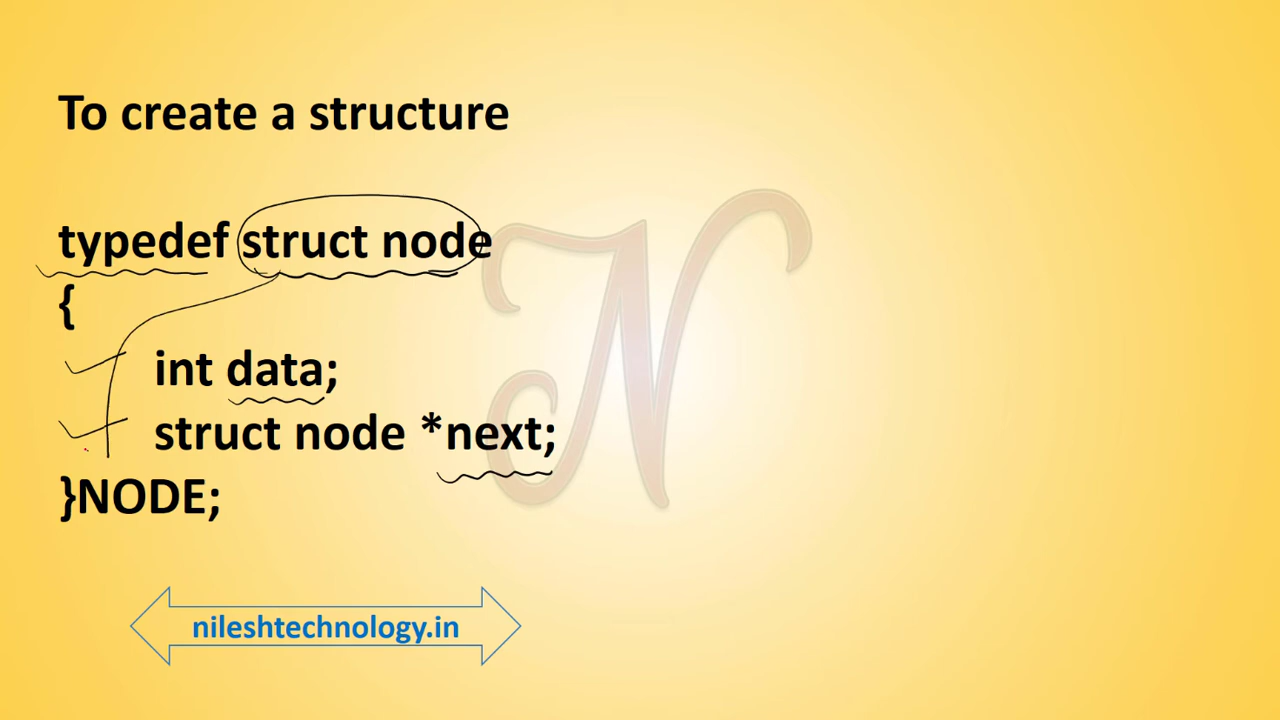 To create a structure
typedef struct node
{
int data;
struct node *next;
}NODE;
N
nileshtechnology.in